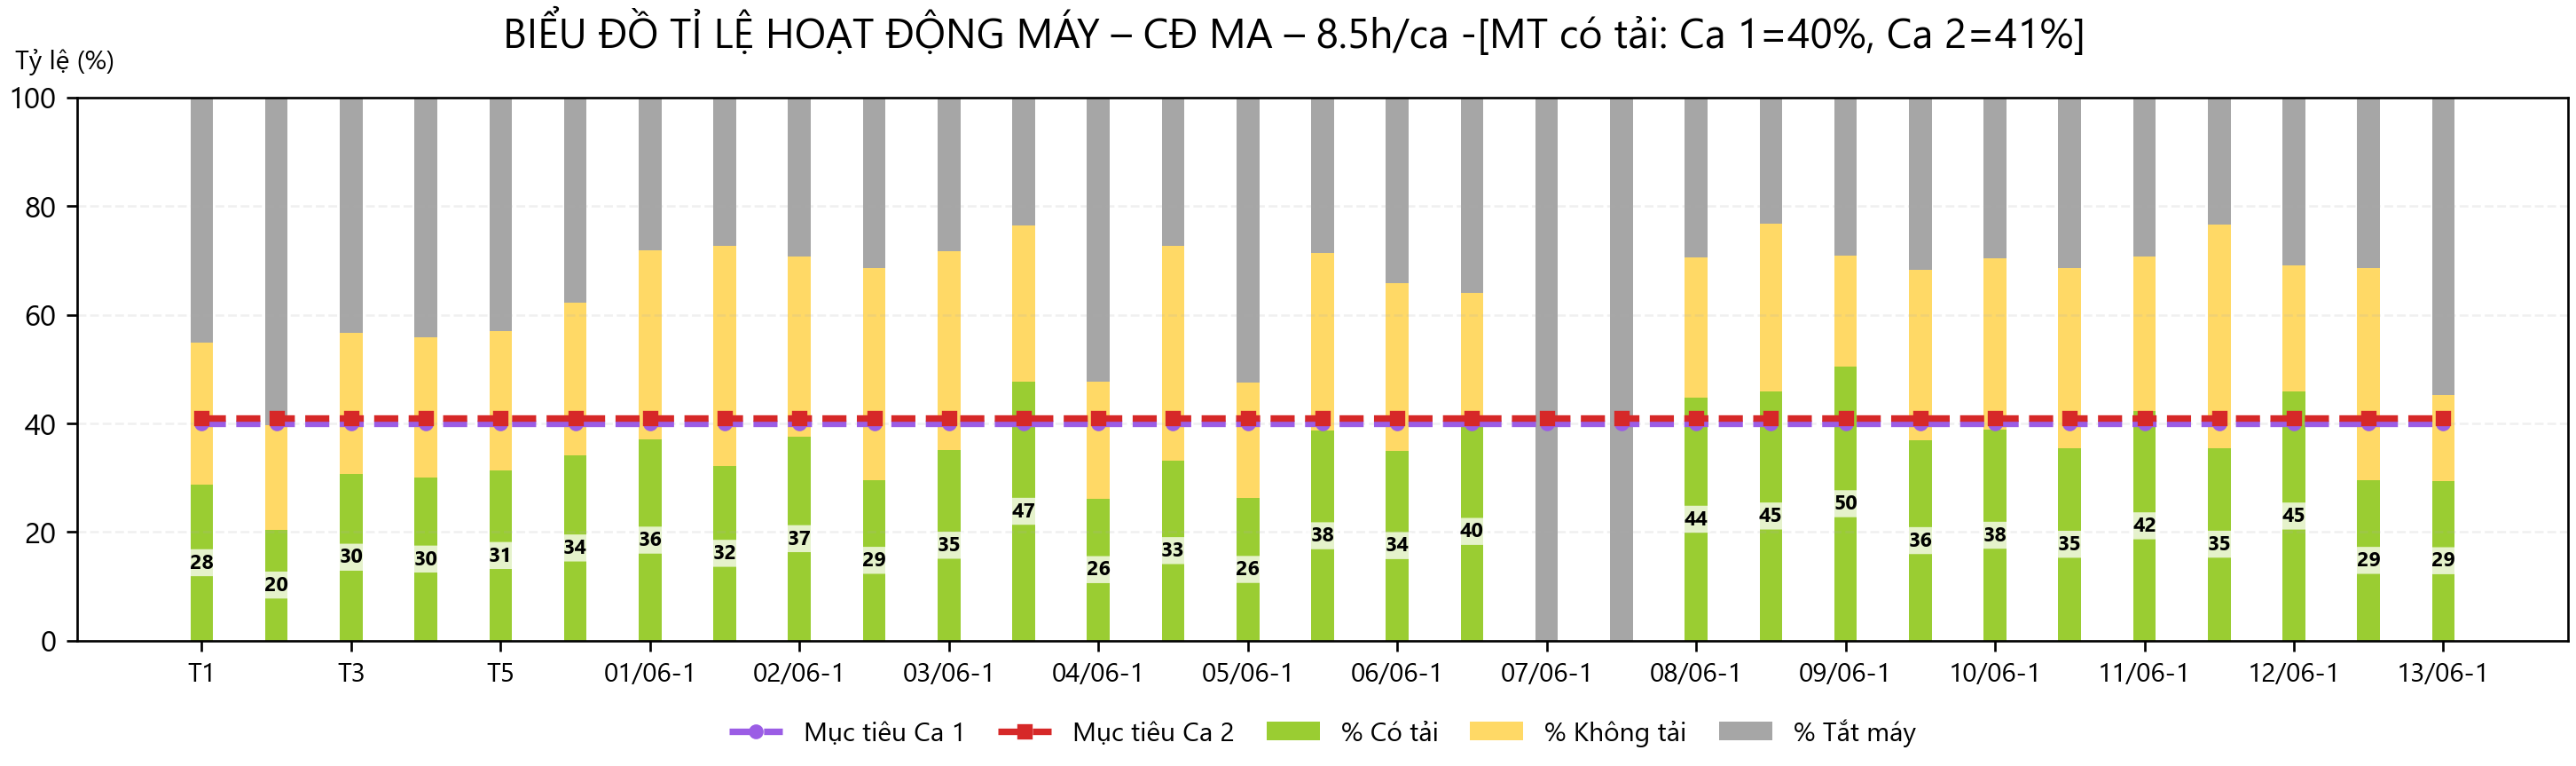 BIỂU ĐỒ TỈ LỆ HOẠT ĐỘNG MÁY – CĐ MA – 8.5h/ca -[MT có tải: Ca 1=40%, Ca 2=41%]
Tỷ lệ (%)
100
80
60
40
20
0
28 20 30 30 31 34 36 32 37 29 35 47 26 33 26 38 34 40 44 45 50 36 38 35 42 35 45 29 29
T1 T3 T5 01/06-1 02/06-1 03/06-1 04/06-1 05/06-1 06/06-1 07/06-1 08/06-1 09/06-1 10/06-1 11/06-1 12/06-1 13/06-1
Mục tiêu Ca 1 Mục tiêu Ca 2 % Có tải % Không tải % Tắt máy